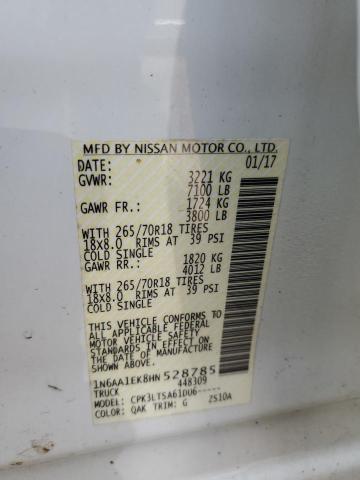 MFD BY NISSAN MOTOR CO., LTD.
DATE: 01/17
GVWR: 3221 KG
7100 LB
GAWR FR.: 1724 KG
3800 LB
WITH 265/70R18 TIRES
18x8.0 RIMS AT 39 PSI
COLD SINGLE
GAWR RR.: 1820 KG
4012 LB
WITH 265/70R18 TIRES
18x8.0 RIMS AT 39 PSI
COLD SINGLE
THIS VEHICLE CONFORMS TO
ALL APPLICABLE FEDERAL
MOTOR VEHICLE SAFETY
STANDARDS IN EFFECT ON
THE DATE OF MANUFACTURE
SHOWN ABOVE.
1N6AA1EK8HN528785
TRUCK 448309
MODEL: CPK3LTSA61DU6-----
COLOR: QAK TRIM: G ZS10A